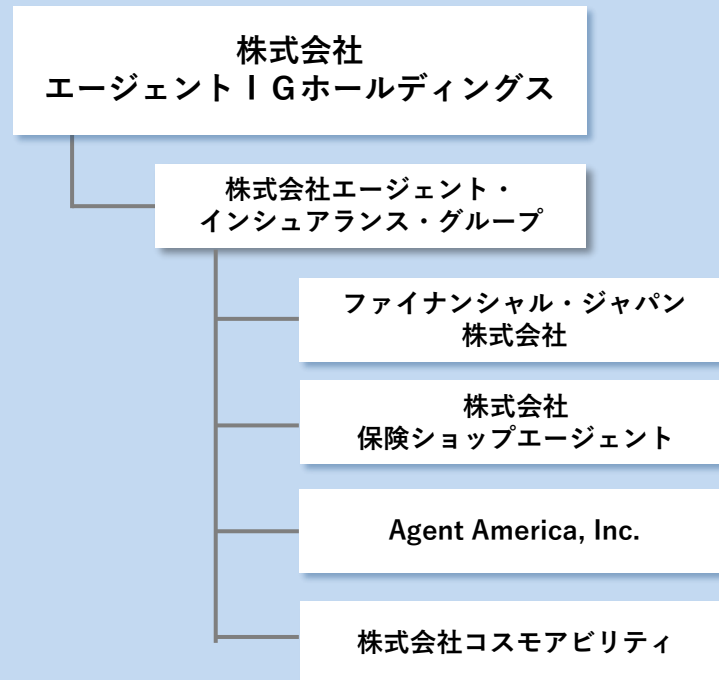 株式会社
エージェントＩＧホールディングス
株式会社エージェント・
インシュアランス・グループ
ファイナンシャル・ジャパン
株式会社
株式会社
保険ショップエージェント
Agent America, Inc.
株式会社コスモアビリティ